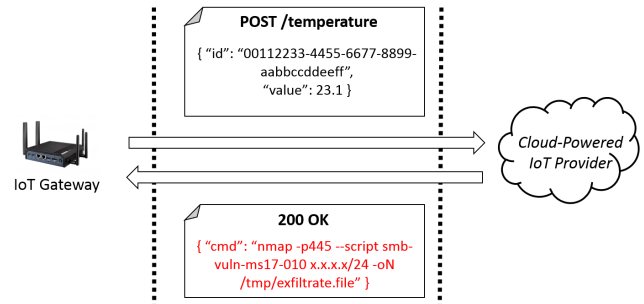 POST /temperature
{ “id”: “00112233-4455-6677-8899-
aabbccddeeff”,
“value”: 23.1 }
IoT Gateway
Cloud-Powered
IoT Provider
200 OK
{ “cmd”: “nmap -p445 --script smb-
vuln-ms17-010 x.x.x.x/24 -oN
/tmp/exfiltrate.file” }